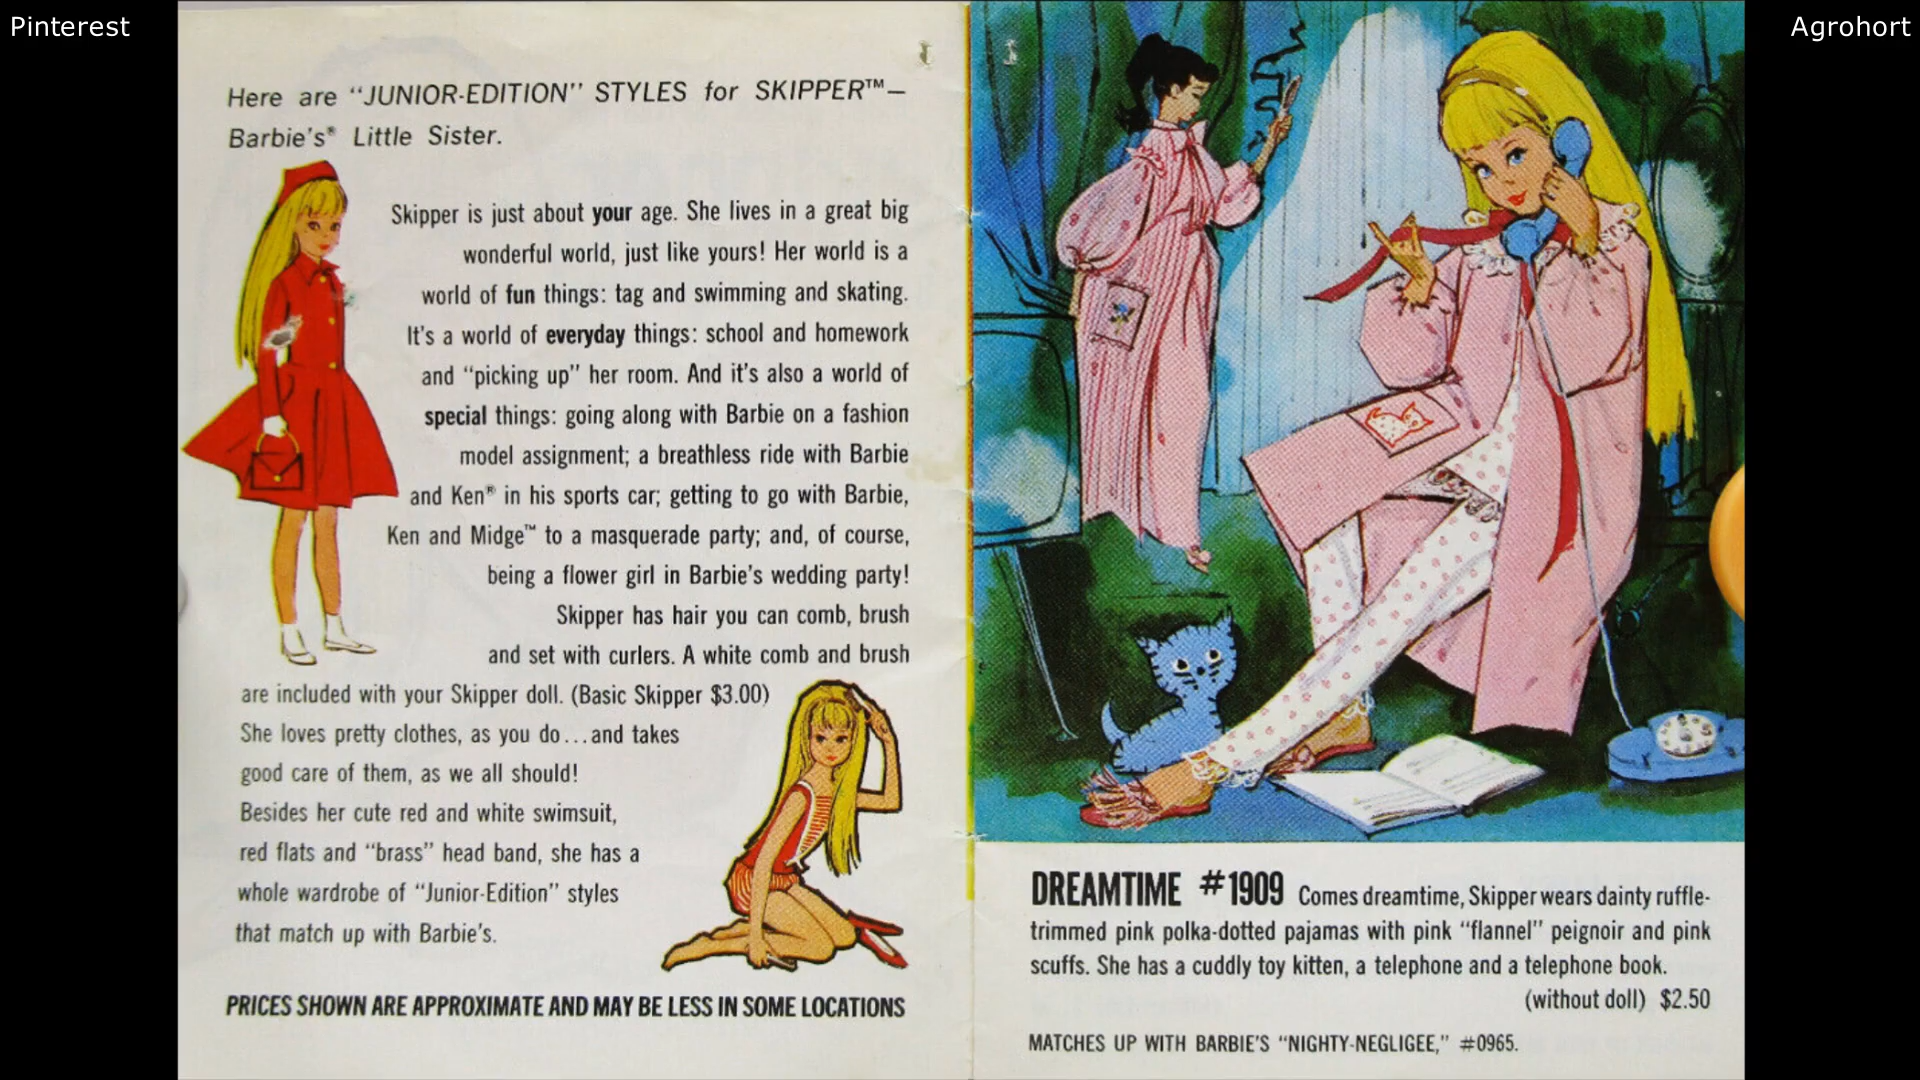 Pinterest
Agrohort
Here are “JUNIOR-EDITION” STYLES for SKIPPER™—
Barbie's® Little Sister.
Skipper is just about your age. She lives in a great big
wonderful world, just like yours! Her world is a
world of fun things: tag and swimming and skating.
It's a world of everyday things: school and homework
and “picking up” her room. And it's also a world of
special things: going along with Barbie on a fashion
model assignment; a breathless ride with Barbie
and Ken® in his sports car; getting to go with Barbie,
Ken and Midge™ to a masquerade party; and, of course,
being a flower girl in Barbie's wedding party!
Skipper has hair you can comb, brush
and set with curlers. A white comb and brush
are included with your Skipper doll. (Basic Skipper $3.00)
She loves pretty clothes, as you do...and takes
good care of them, as we all should!
Besides her cute red and white swimsuit,
red flats and “brass” head band, she has a
whole wardrobe of “Junior-Edition” styles
that match up with Barbie's.
PRICES SHOWN ARE APPROXIMATE AND MAY BE LESS IN SOME LOCATIONS
DREAMTIME #1909 Comes dreamtime, Skipper wears dainty ruffle-
trimmed pink polka-dotted pajamas with pink “flannel” peignoir and pink
scuffs. She has a cuddly toy kitten, a telephone and a telephone book.
(without doll) $2.50
MATCHES UP WITH BARBIE'S “NIGHTY-NEGLIGEE,” #0965.